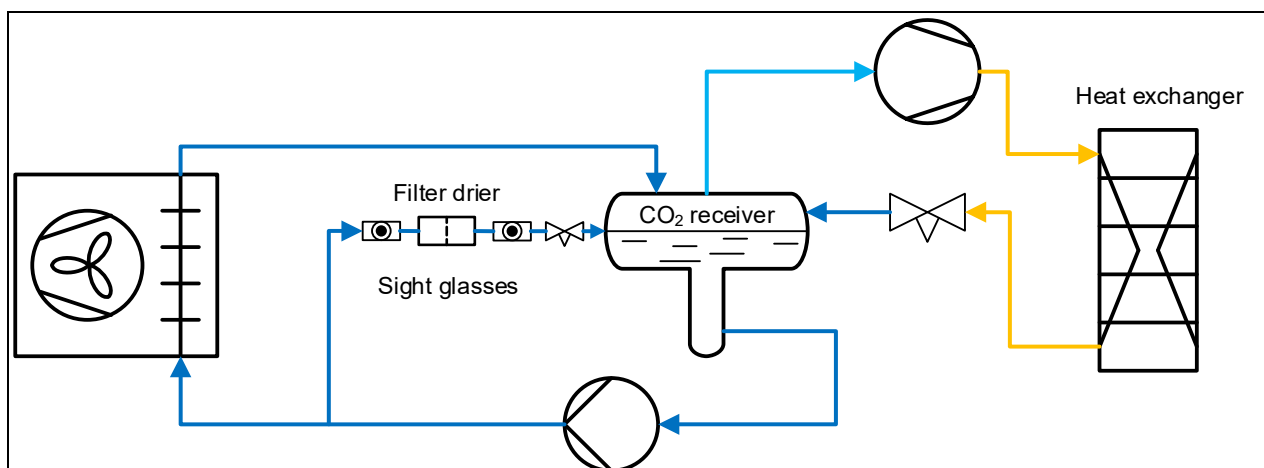 Heat exchanger
Filter drier
CO₂ receiver
Sight glasses